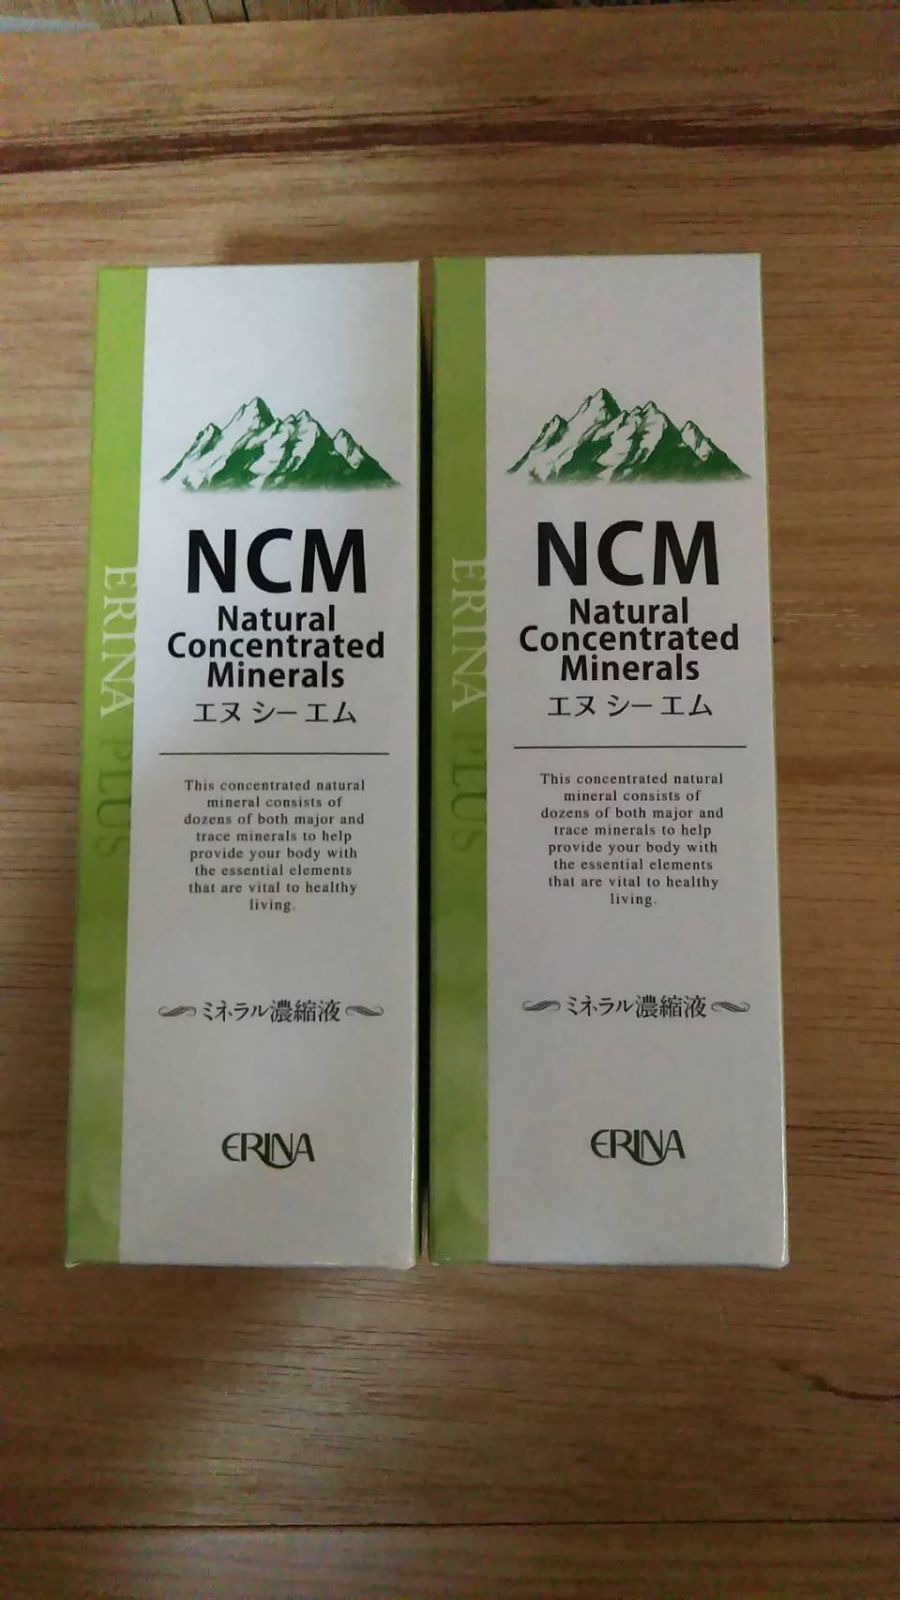 ERINA PLUS
NCM
Natural
Concentrated
Minerals
エヌ シー エム
This concentrated natural
mineral consists of
dozens of both major and
trace minerals to help
provide your body with
the essential elements
that are vital to healthy
living.
ミネラル濃縮液
ERINA
ERINA PLUS
NCM
Natural
Concentrated
Minerals
エヌ シー エム
This concentrated natural
mineral consists of
dozens of both major and
trace minerals to help
provide your body with
the essential elements
that are vital to healthy
living.
ミネラル濃縮液
ERINA